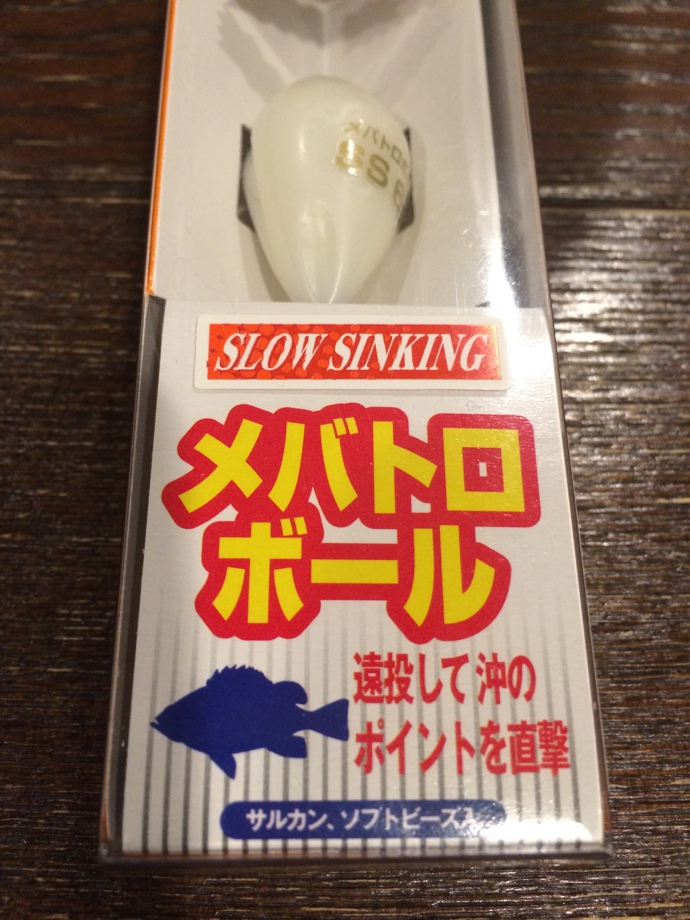 メバトロ
SS
SLOW SINKING
メバトロ
ボール
遠投して 沖の
ポイントを直撃
サルカン、ソフトビーズ入